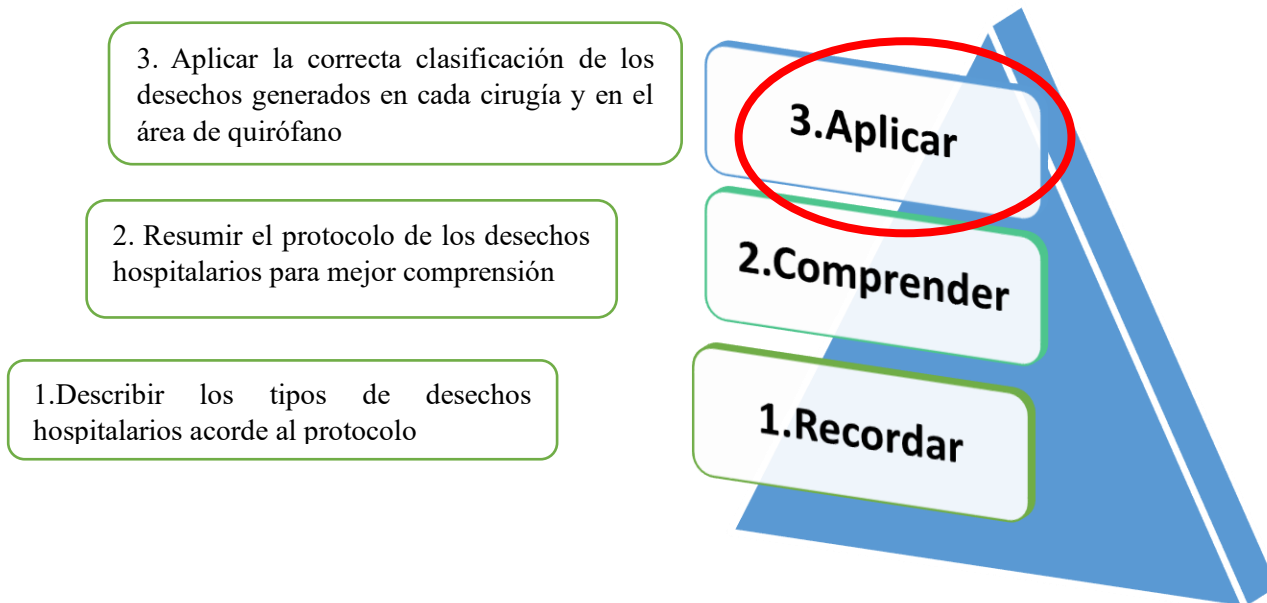 3. Aplicar la correcta clasificación de los
desechos generados en cada cirugía y en el
área de quirófano
3.Aplicar
2. Resumir el protocolo de los desechos
hospitalarios para mejor comprensión
2.Comprender
1.Describir los tipos de desechos
hospitalarios acorde al protocolo
1.Recordar